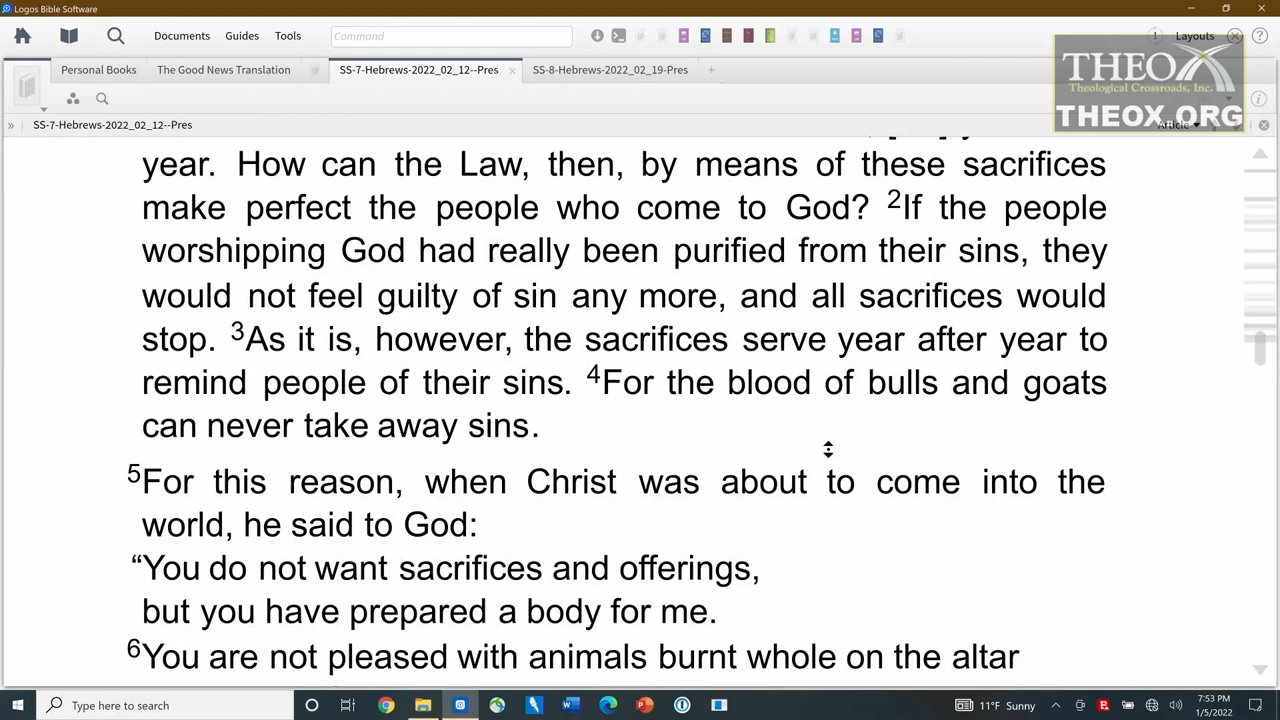 Logos Bible Software
Documents Guides Tools Command Layouts
THEOX
Theological Crossroads, Inc.
THEOX.ORG
Personal Books The Good News Translation SS-7-Hebrews-2022_02_12--Pres SS-8-Hebrews-2022_02_19-Pres
SS-7-Hebrews-2022_02_12--Pres Article
year. How can the Law, then, by means of these sacrifices
make perfect the people who come to God? 2If the people
worshipping God had really been purified from their sins, they
would not feel guilty of sin any more, and all sacrifices would
stop. 3As it is, however, the sacrifices serve year after year to
remind people of their sins. 4For the blood of bulls and goats
can never take away sins.
5For this reason, when Christ was about to come into the
world, he said to God:
“You do not want sacrifices and offerings,
but you have prepared a body for me.
6You are not pleased with animals burnt whole on the altar
Type here to search 11°F Sunny 7:53 PM
1/5/2022